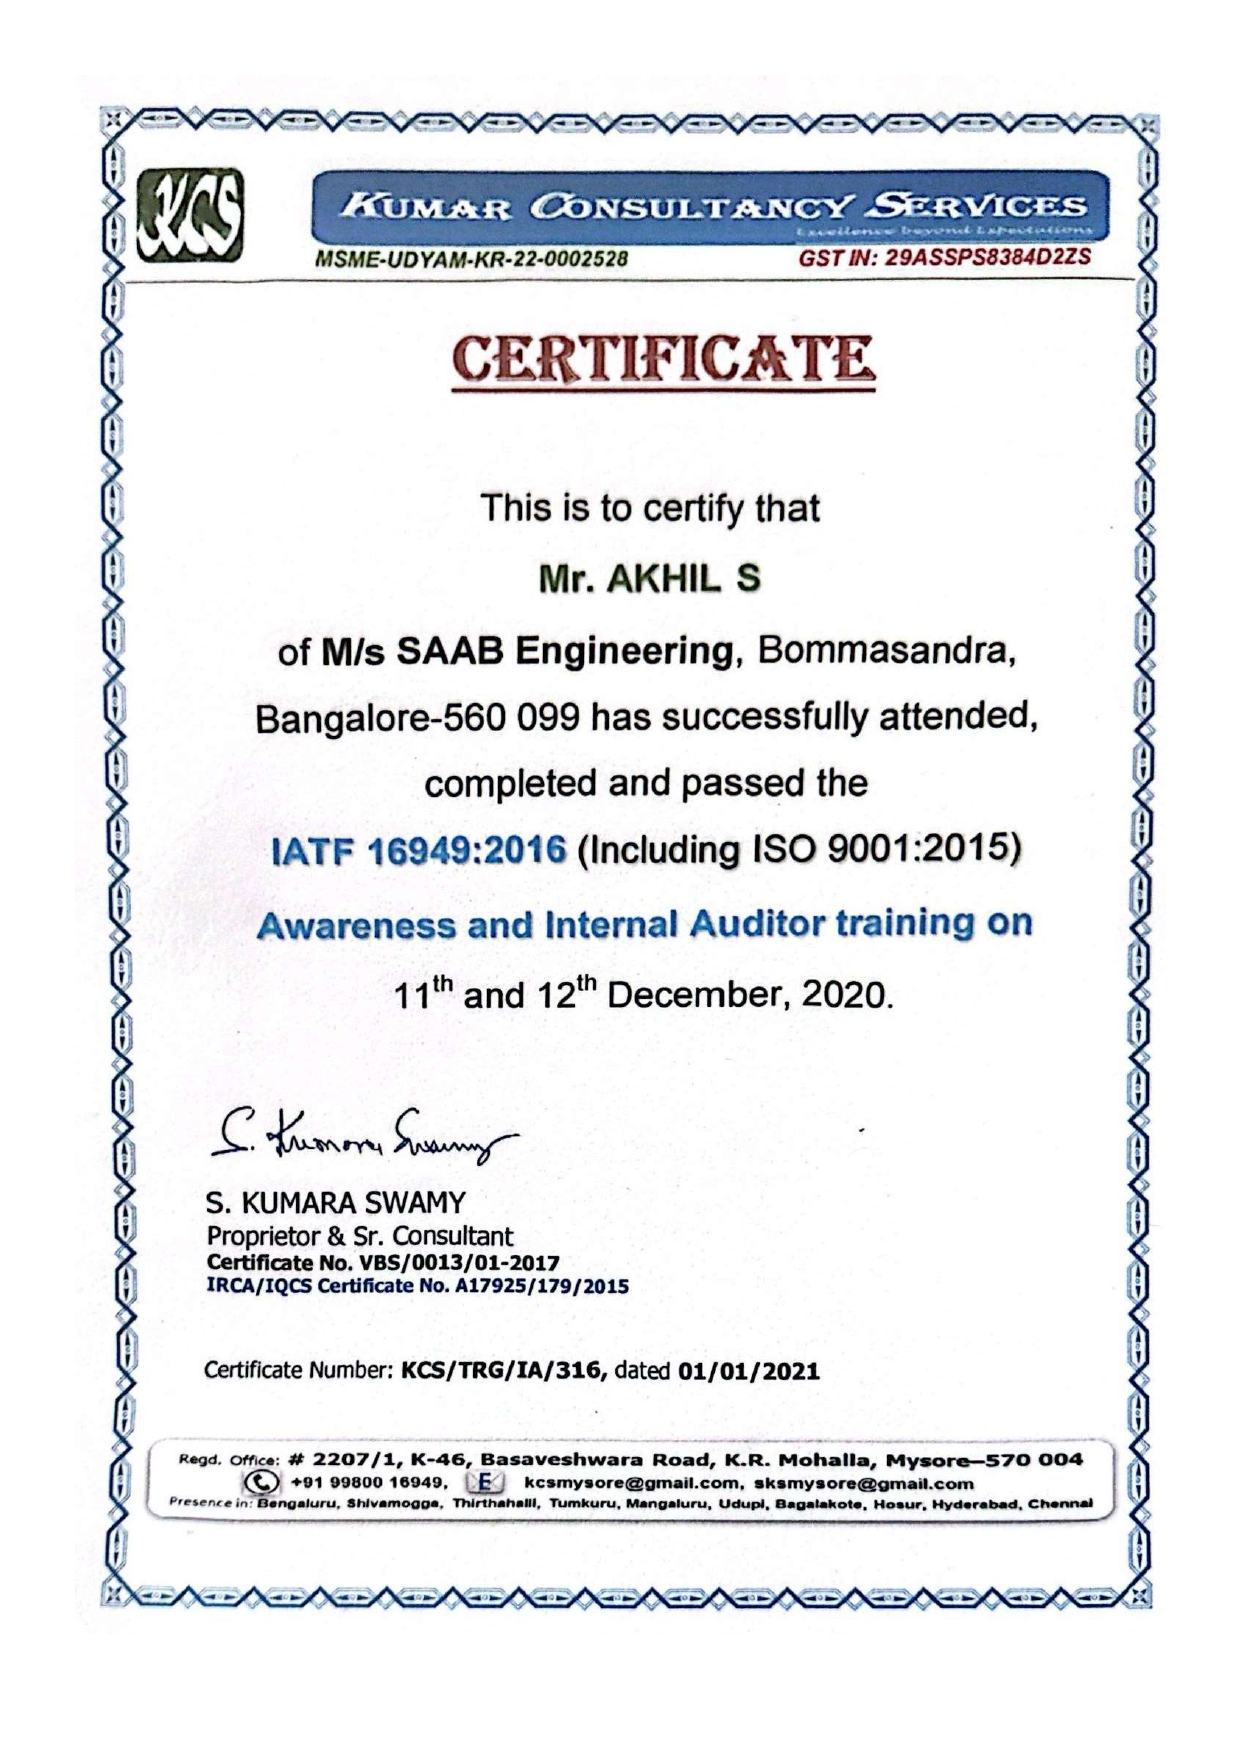 KCS
KUMAR CONSULTANCY SERVICES
Excellence beyond Expectations
MSME-UDYAM-KR-22-0002528 GST IN: 29ASSPS8384D2ZS
CERTIFICATE
This is to certify that
Mr. AKHIL S
of M/s SAAB Engineering, Bommasandra,
Bangalore-560 099 has successfully attended,
completed and passed the
IATF 16949:2016 (Including ISO 9001:2015)
Awareness and Internal Auditor training on
11th and 12th December, 2020.
S. Kumara Swamy
S. KUMARA SWAMY
Proprietor & Sr. Consultant
Certificate No. VBS/0013/01-2017
IRCA/IQCS Certificate No. A17925/179/2015
Certificate Number: KCS/TRG/IA/316, dated 01/01/2021
Regd. Office: # 2207/1, K-46, Basaveshwara Road, K.R. Mohalla, Mysore–570 004
+91 99800 16949, E kcsmysore@gmail.com, sksmysore@gmail.com
Presence in: Bengaluru, Shivamogga, Thirthahalli, Tumkuru, Mangaluru, Udupi, Bagalakote, Hosur, Hyderabad, Chennai